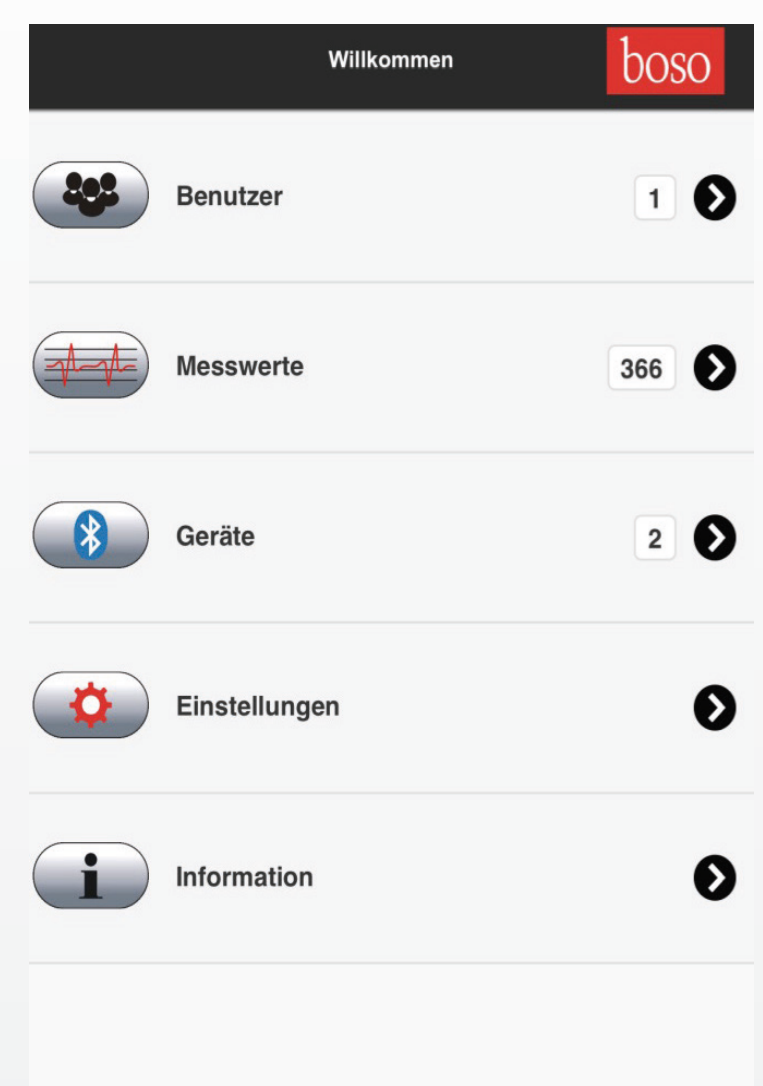 Willkommen
boso
Benutzer 1
Messwerte 366
Geräte 2
Einstellungen
Information